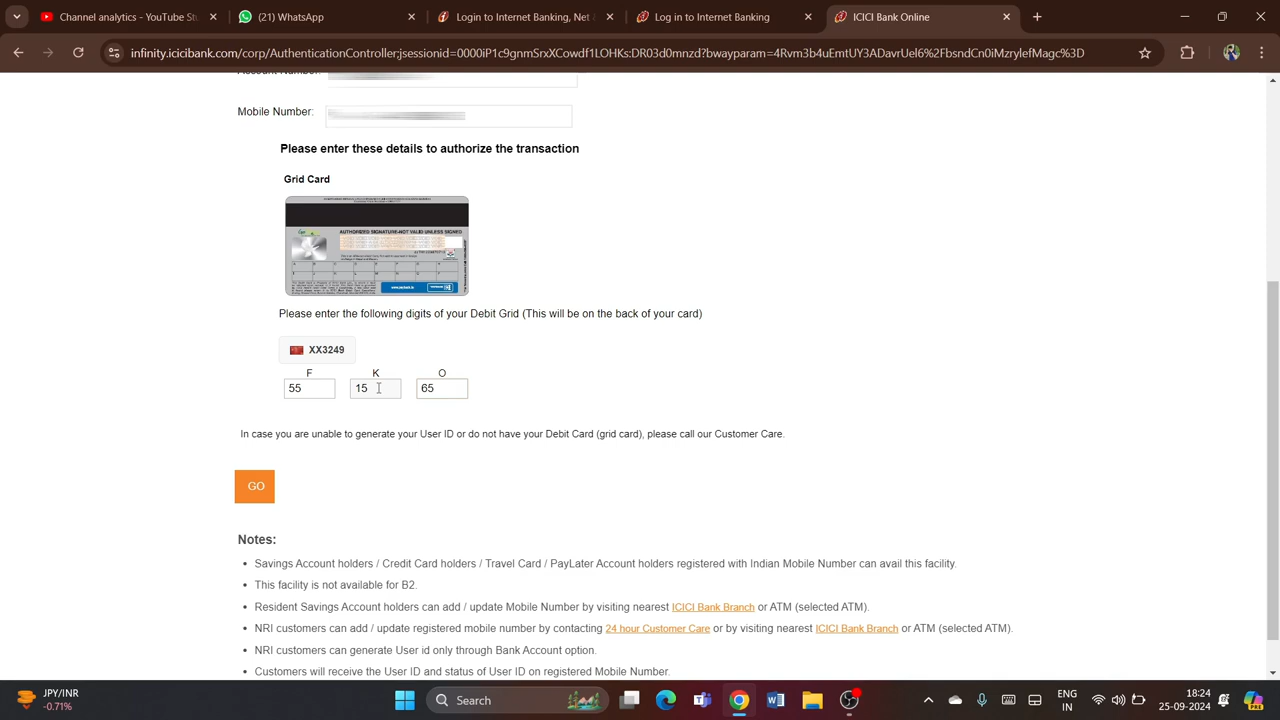 Channel analytics - YouTube St
(21) WhatsApp
Login to Internet Banking, Net
Log in to Internet Banking
ICICI Bank Online
infinity.icicibank.com/corp/AuthenticationController;jsessionid=0000iP1c9gnmSrxXCowdf1LOHKsDR03d0mnzd?bwayparam=4Rvm3b4uEmtUY3ADavrUel6%2FbsndCn0iMzrylefMagc%3D
Account Number:
Mobile Number:
Please enter these details to authorize the transaction
Grid Card
AUTHORIZED SIGNATURE-NOT VALID UNLESS SIGNED
Please enter the following digits of your Debit Grid (This will be on the back of your card)
XX3249
F K O
55 15 65
In case you are unable to generate your User ID or do not have your Debit Card (grid card), please call our Customer Care.
GO
Notes:
• Savings Account holders / Credit Card holders / Travel Card / PayLater Account holders registered with Indian Mobile Number can avail this facility.
• This facility is not available for B2.
• Resident Savings Account holders can add / update Mobile Number by visiting nearest ICICI Bank Branch or ATM (selected ATM).
• NRI customers can add / update registered mobile number by contacting 24 hour Customer Care or by visiting nearest ICICI Bank Branch or ATM (selected ATM).
• NRI customers can generate User id only through Bank Account option.
• Customers will receive the User ID and status of User ID on registered Mobile Number.
JPY/INR
-0.71%
Search
ENG
IN
18:24
25-09-2024